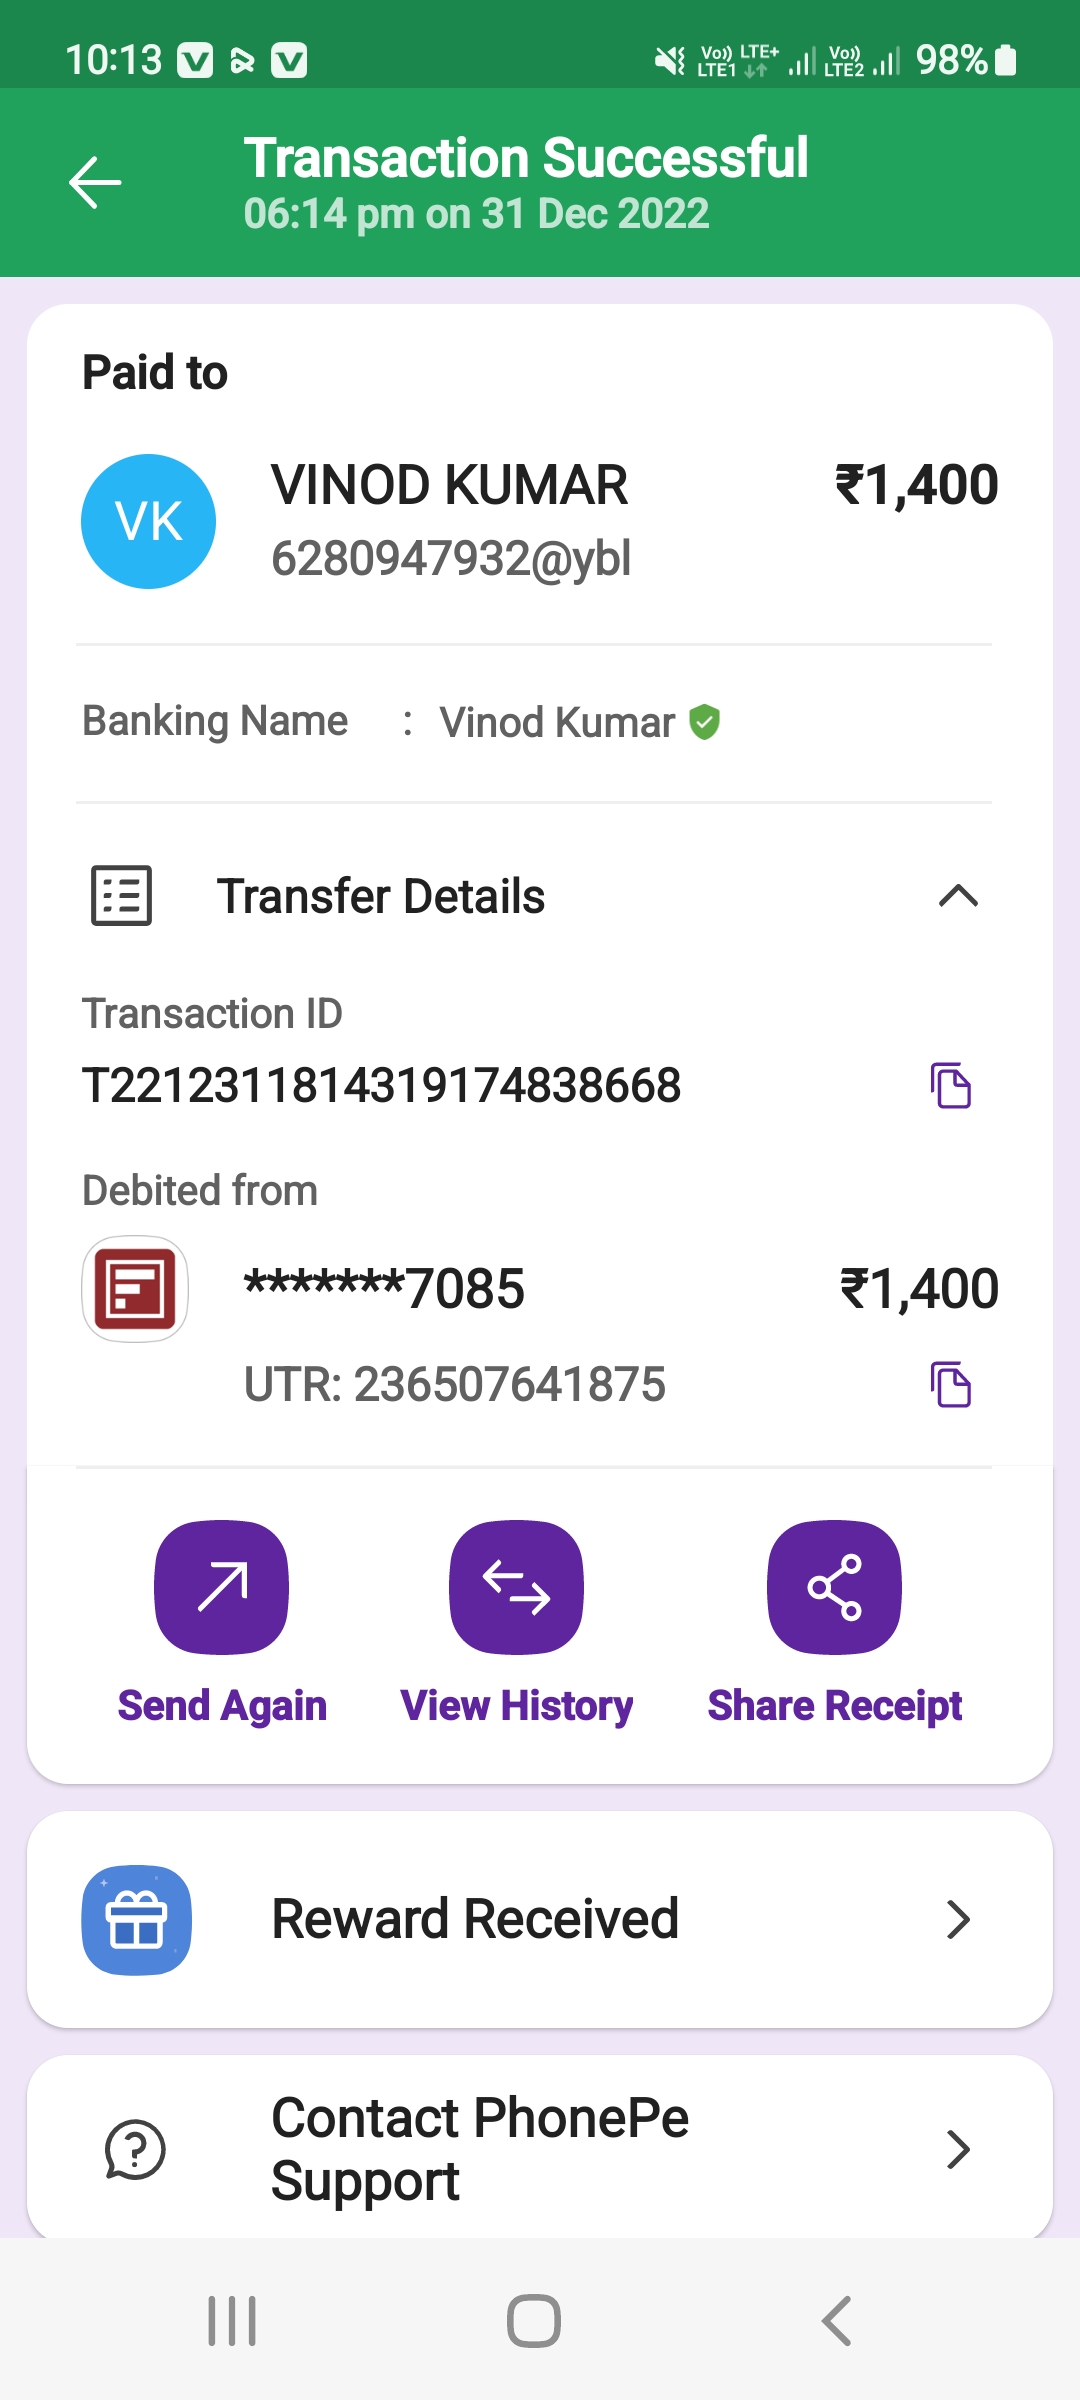 10:13 Vo)) LTE1 LTE+ Vo)) LTE2 98%
Transaction Successful
06:14 pm on 31 Dec 2022
Paid to
VK
VINOD KUMAR ₹1,400
6280947932@ybl
Banking Name : Vinod Kumar
Transfer Details
Transaction ID
T2212311814319174838668
Debited from
*******7085 ₹1,400
UTR: 236507641875
Send Again View History Share Receipt
Reward Received
Contact PhonePe
Support